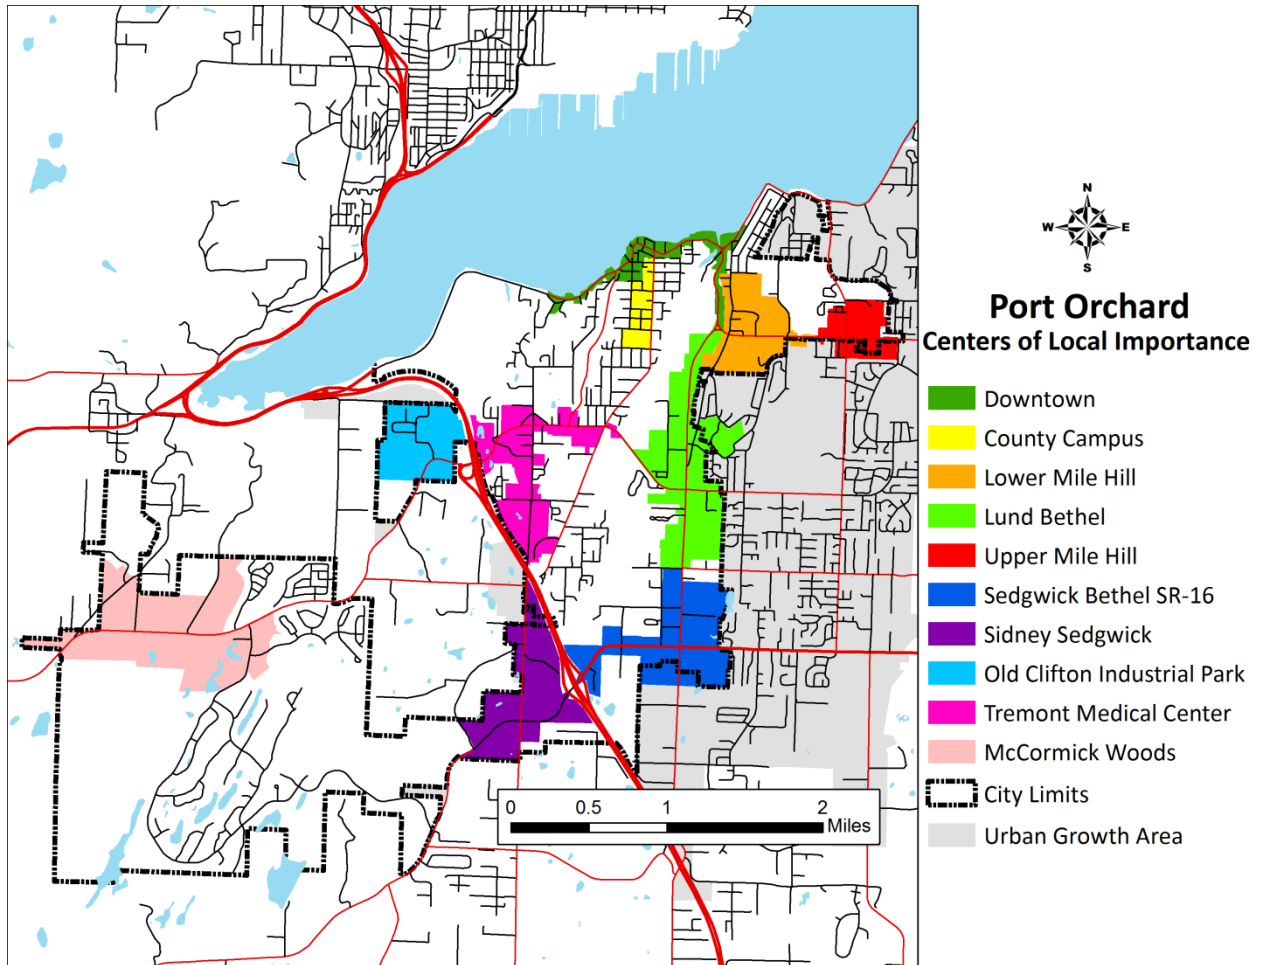 N
W E
S
Port Orchard
Centers of Local Importance
Downtown
County Campus
Lower Mile Hill
Lund Bethel
Upper Mile Hill
Sedgwick Bethel SR-16
Sidney Sedgwick
Old Clifton Industrial Park
Tremont Medical Center
McCormick Woods
City Limits
Urban Growth Area
0 0.5 1 2
Miles